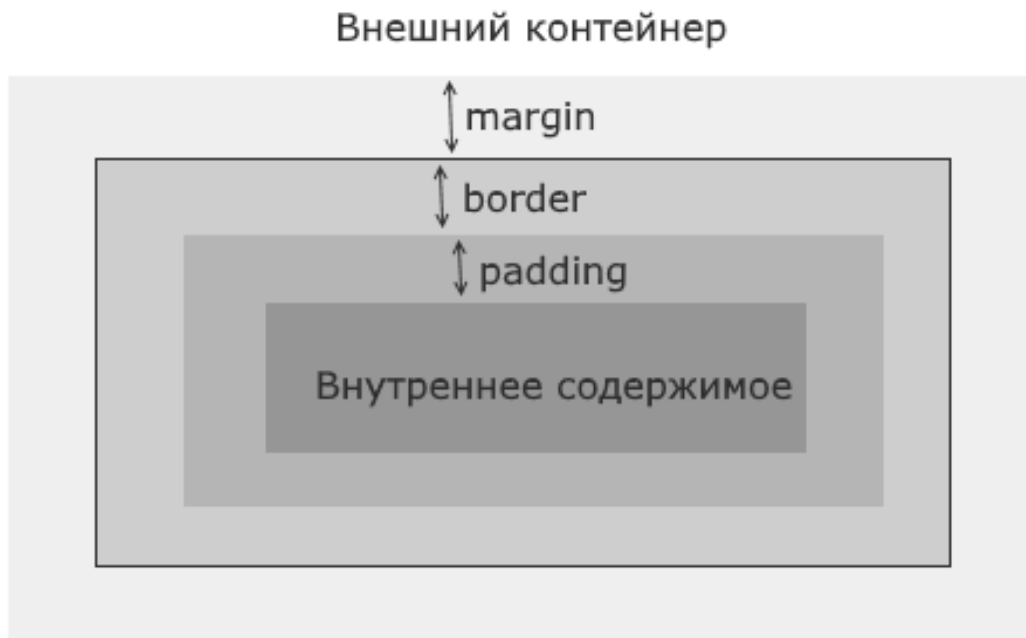 Внешний контейнер
margin
border
padding
Внутреннее содержимое